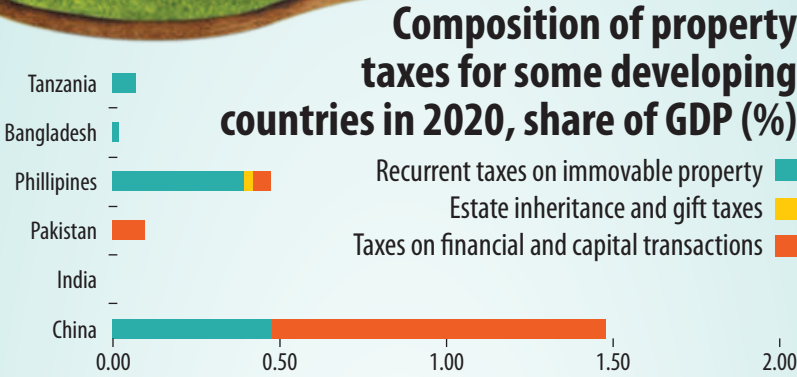 Composition of property
taxes for some developing
countries in 2020, share of GDP (%)
Recurrent taxes on immovable property
Estate inheritance and gift taxes
Taxes on financial and capital transactions
Tanzania
Bangladesh
Phillipines
Pakistan
India
China
0.00 0.50 1.00 1.50 2.00